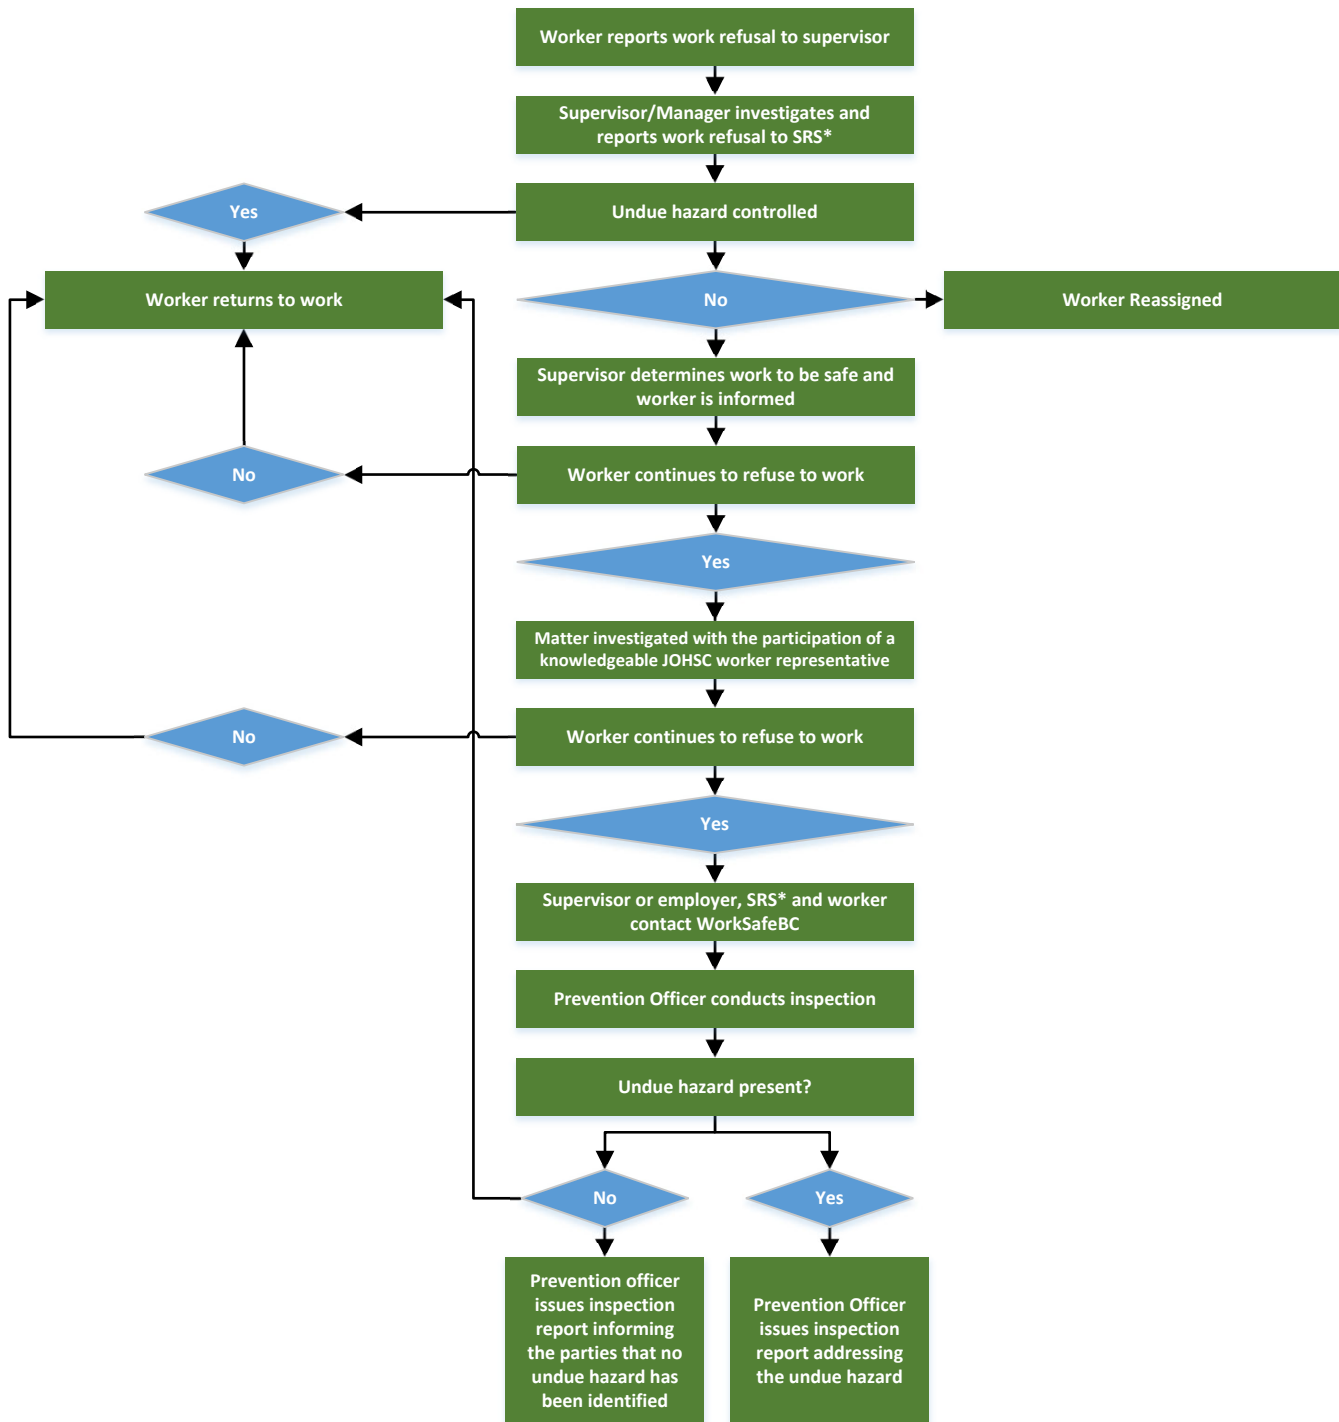 Worker reports work refusal to supervisor
Supervisor/Manager investigates and
reports work refusal to SRS*
Yes
Undue hazard controlled
Worker returns to work
No
Worker Reassigned
Supervisor determines work to be safe and
worker is informed
No
Worker continues to refuse to work
Yes
Matter investigated with the participation of a
knowledgeable JOHSC worker representative
No
Worker continues to refuse to work
Yes
Supervisor or employer, SRS* and worker
contact WorkSafeBC
Prevention Officer conducts inspection
Undue hazard present?
No
Yes
Prevention officer
issues inspection
report informing
the parties that no
undue hazard has
been identified
Prevention Officer
issues inspection
report addressing
the undue hazard